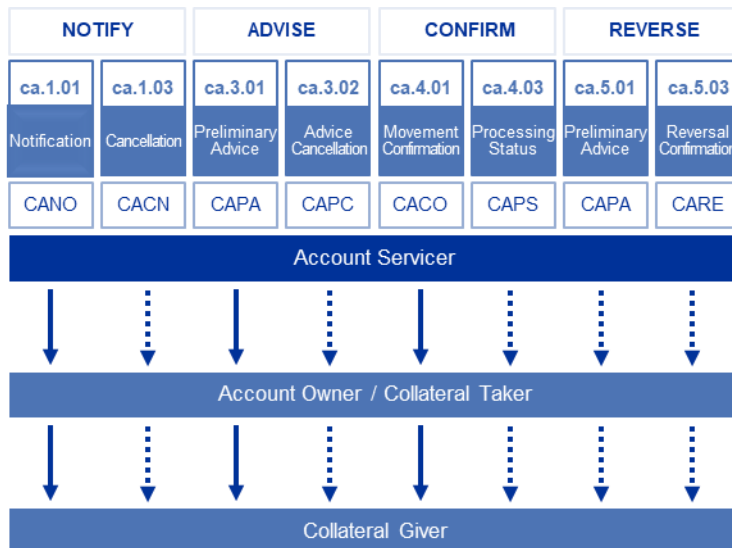 NOTIFY ADVISE CONFIRM REVERSE
ca.1.01 ca.1.03 ca.3.01 ca.3.02 ca.4.01 ca.4.03 ca.5.01 ca.5.03
Notification Cancellation Preliminary Advice Advice Cancellation Movement Confirmation Processing Status Preliminary Advice Reversal Confirmation
CANO CACN CAPA CAPC CACO CAPS CAPA CARE
Account Servicer
Account Owner / Collateral Taker
Collateral Giver